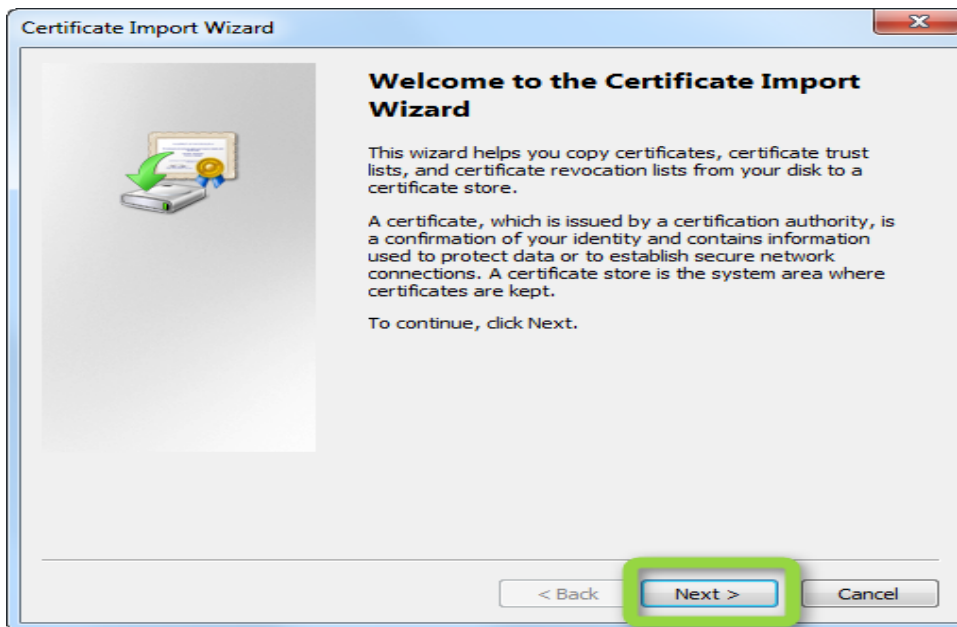 Certificate Import Wizard
Welcome to the Certificate Import
Wizard
This wizard helps you copy certificates, certificate trust
lists, and certificate revocation lists from your disk to a
certificate store.
A certificate, which is issued by a certification authority, is
a confirmation of your identity and contains information
used to protect data or to establish secure network
connections. A certificate store is the system area where
certificates are kept.
To continue, click Next.
< Back
Next >
Cancel